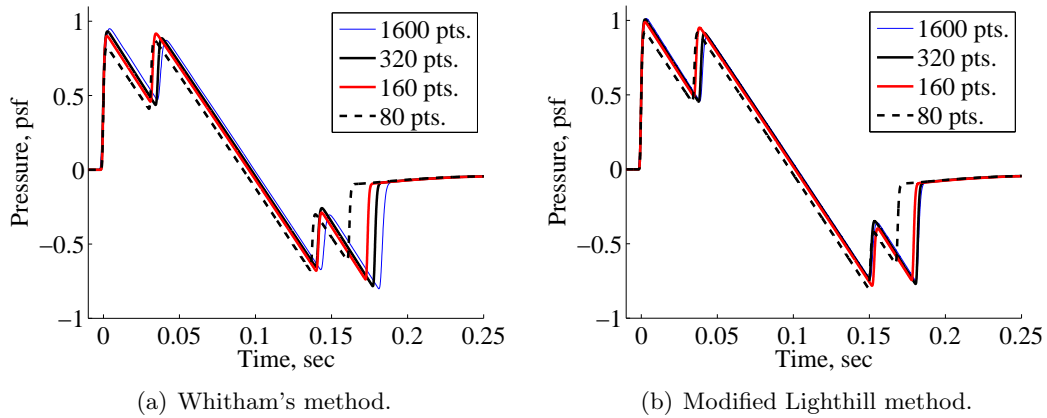 1
0.5
0
−0.5
−1
Pressure, psf
0
0.05
0.1
0.15
0.2
0.25
Time, sec
1600 pts.
320 pts.
160 pts.
80 pts.
(a) Whitham's method.
1
0.5
0
−0.5
−1
Pressure, psf
0
0.05
0.1
0.15
0.2
0.25
Time, sec
1600 pts.
320 pts.
160 pts.
80 pts.
(b) Modified Lighthill method.